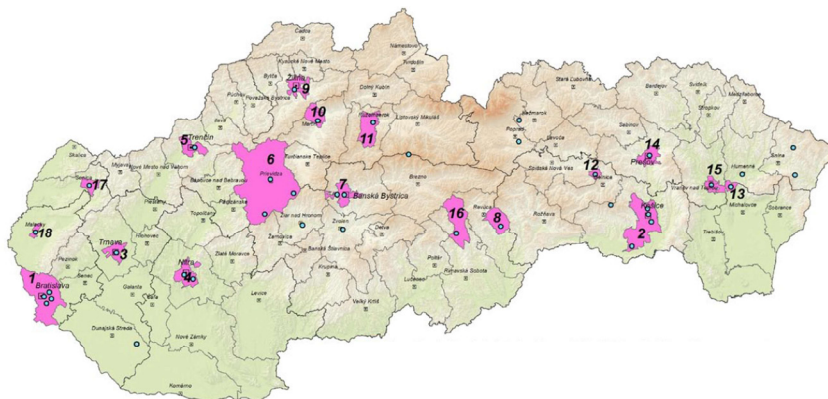 Čadca
Námestovo
Kysucké Nové Mesto
Tvrdošín
Bytča
Žilina
9
Púchov
Považská Bystrica
Dolný Kubín
Stará Ľubovňa
Bardejov
Svidník
Kežmarok
Stropkov
Medzilaborce
10
Martin
Ružomberok
Liptovský Mikuláš
Ilava
Poprad
Sabinov
5
Trenčín
11
Levoča
14
Prešov
Skalica
Myjava
Nové Mesto nad Váhom
6
Turčianske Teplice
Spišská Nová Ves
12
Gelnica
15
Humenné
Snina
Senica
17
Bánovce nad Bebravou
Prievidza
7
Banská Bystrica
Brezno
Vranov nad Topľou
13
Piešťany
Topoľčany
Partizánske
Žiar nad Hronom
Zvolen
Detva
16
Revúca
8
Rožňava
Košice
2
Michalovce
Sobrance
Malacky
18
Hlohovec
Žarnovica
Banská Štiavnica
Trnava
3
Zlaté Moravce
Poltár
Rimavská Sobota
Trebišov
Pezinok
Nitra
4
Krupina
Lučenec
1
Bratislava
Senec
Galanta
Šaľa
Levice
Veľký Krtíš
Dunajská Streda
Nové Zámky
Komárno